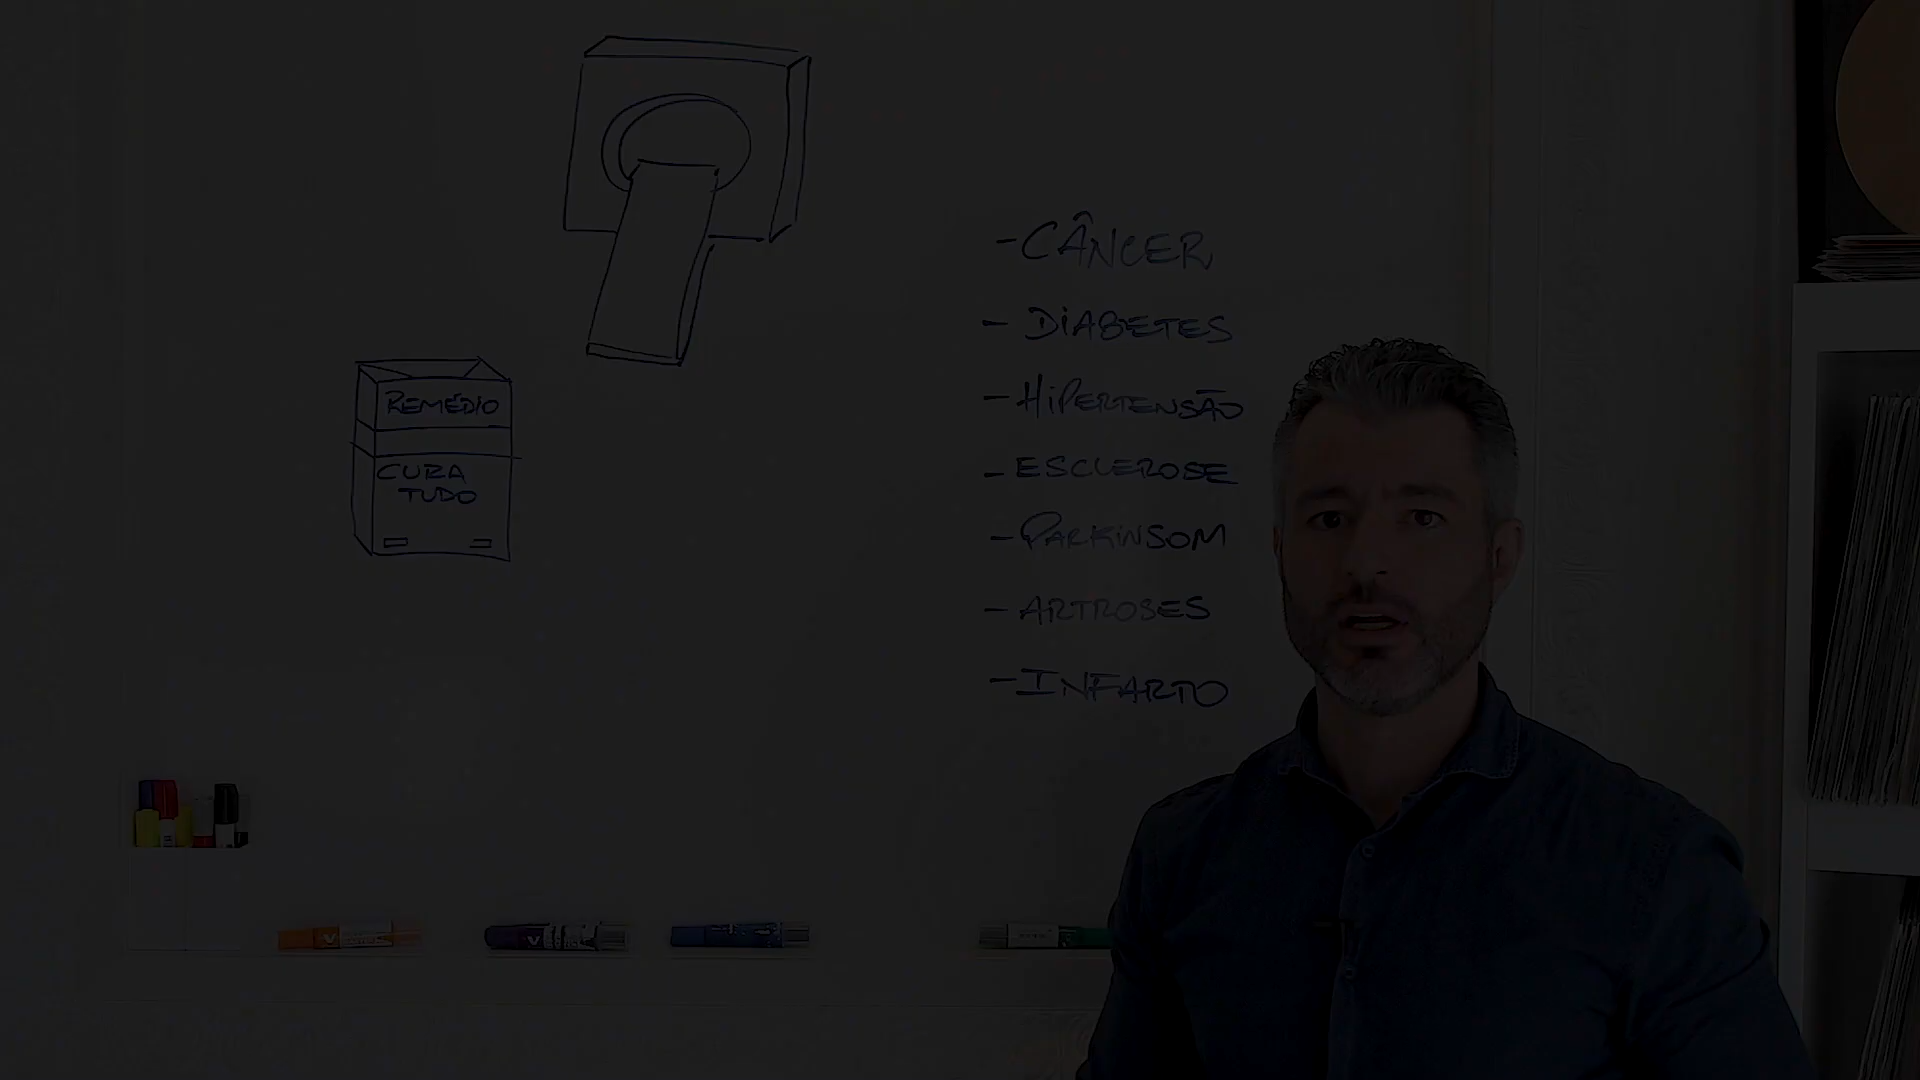 REMÉDIO
CURA
TUDO
- CÂNCER
- DIABETES
- HIPERTENSÃO
- ESCLEROSE
- PARKINSOM
- ARTROSES
- INFARTO